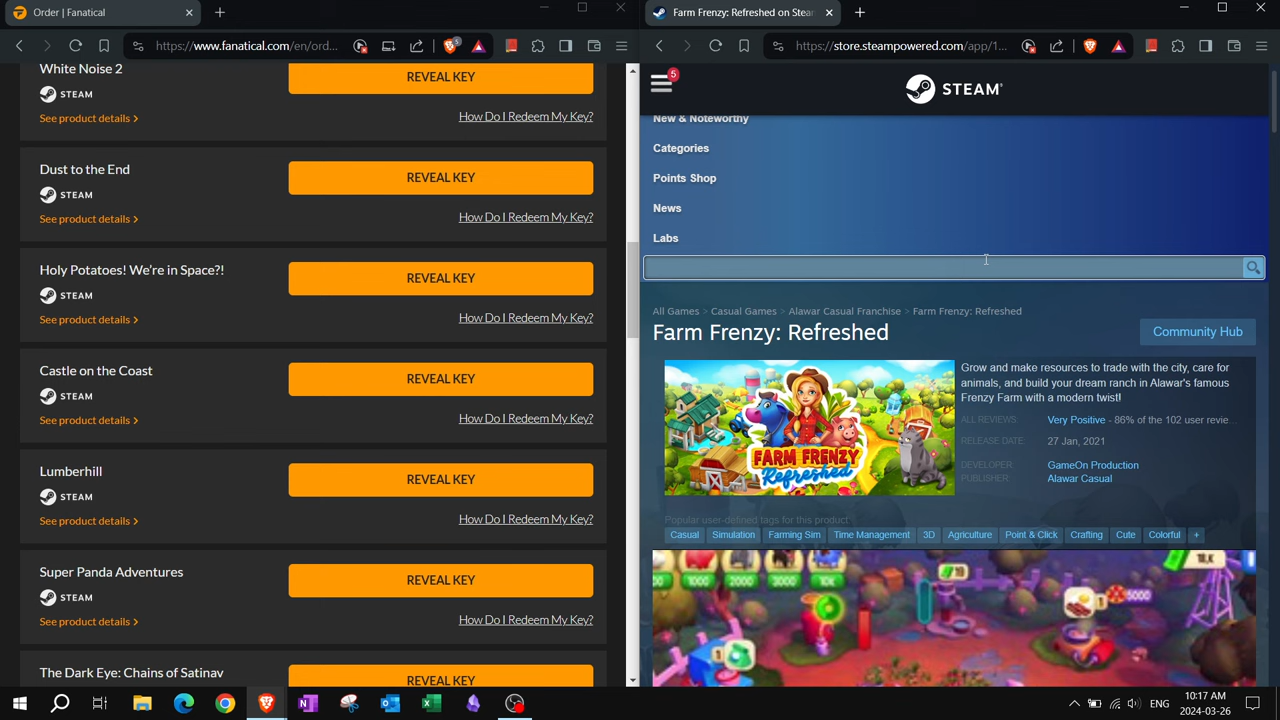 Order | Fanatical
https://www.fanatical.com/en/ord...
5
White Noise 2
STEAM
See product details >
REVEAL KEY
How Do I Redeem My Key?
Dust to the End
STEAM
See product details >
REVEAL KEY
How Do I Redeem My Key?
Holy Potatoes! We're in Space?!
STEAM
See product details >
REVEAL KEY
How Do I Redeem My Key?
Castle on the Coast
STEAM
See product details >
REVEAL KEY
How Do I Redeem My Key?
Lumberhill
STEAM
See product details >
REVEAL KEY
How Do I Redeem My Key?
Super Panda Adventures
STEAM
See product details >
REVEAL KEY
How Do I Redeem My Key?
The Dark Eye: Chains of Satinav
REVEAL KEY
Farm Frenzy: Refreshed on Stea
https://store.steampowered.com/app/1...
5
STEAM®
New & Noteworthy
Categories
Points Shop
News
Labs
All Games > Casual Games > Alawar Casual Franchise > Farm Frenzy: Refreshed
Farm Frenzy: Refreshed
Community Hub
FARM FRENZY
Refreshed
Grow and make resources to trade with the city, care for
animals, and build your dream ranch in Alawar's famous
Frenzy Farm with a modern twist!
ALL REVIEWS: Very Positive - 86% of the 102 user revie...
RELEASE DATE: 27 Jan, 2021
DEVELOPER: GameOn Production
PUBLISHER: Alawar Casual
Popular user-defined tags for this product:
Casual Simulation Farming Sim Time Management 3D Agriculture Point & Click Crafting Cute Colorful +
1000 2000 3000 10K
5000
ENG
10:17 AM
2024-03-26